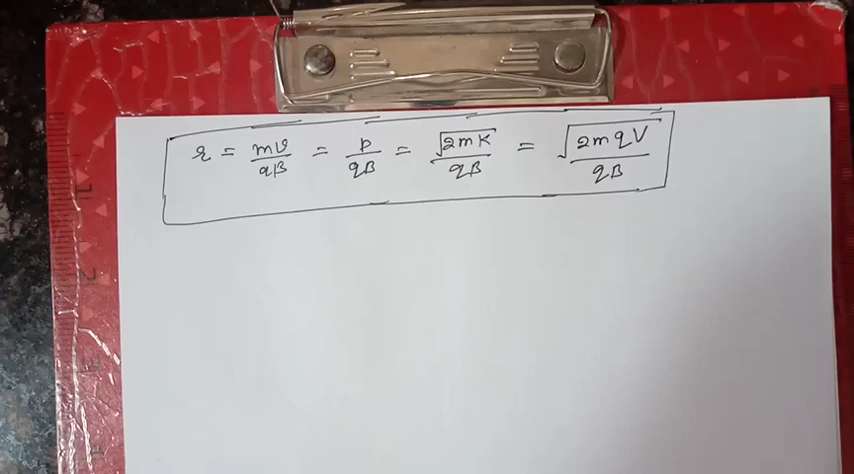 r = mv/qB = p/qB = √2mK/qB = √2mqV/qB